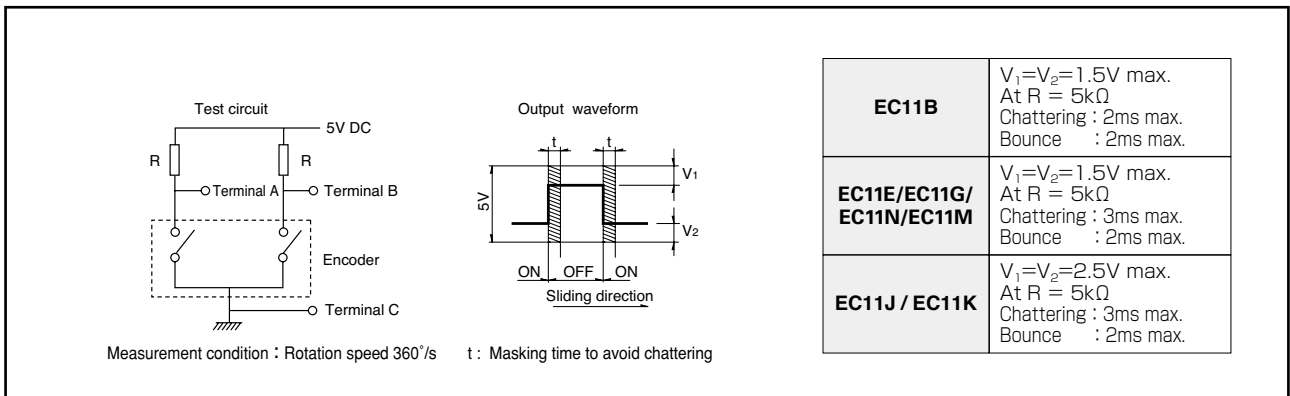 Test circuit
5V DC
R
R
Terminal A
Terminal B
Encoder
Terminal C
Output waveform
t
t
5V
V1
V2
ON
OFF
ON
Sliding direction
Measurement condition：Rotation speed 360˚/s
t : Masking time to avoid chattering
EC11B
V₁=V₂=1.5V max.
At R = 5kΩ
Chattering：2ms max.
Bounce ：2ms max.
EC11E/EC11G/
EC11N/EC11M
V₁=V₂=1.5V max.
At R = 5kΩ
Chattering：3ms max.
Bounce ：2ms max.
EC11J / EC11K
V₁=V₂=2.5V max.
At R = 5kΩ
Chattering：3ms max.
Bounce ：2ms max.